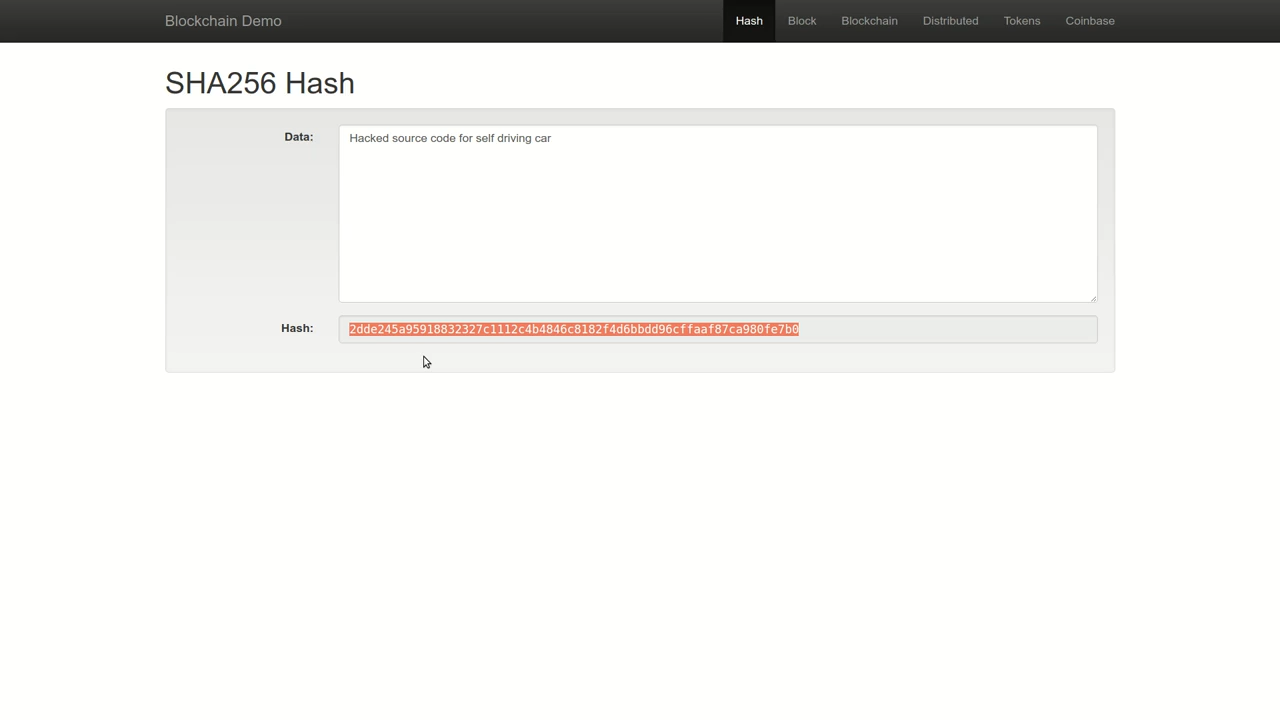 Blockchain Demo
Hash Block Blockchain Distributed Tokens Coinbase
SHA256 Hash
Data:
Hacked source code for self driving car
Hash:
2dde245a95918832327c1112c4b4846c8182f4d6bbdd96cffaaf87ca980fe7b0